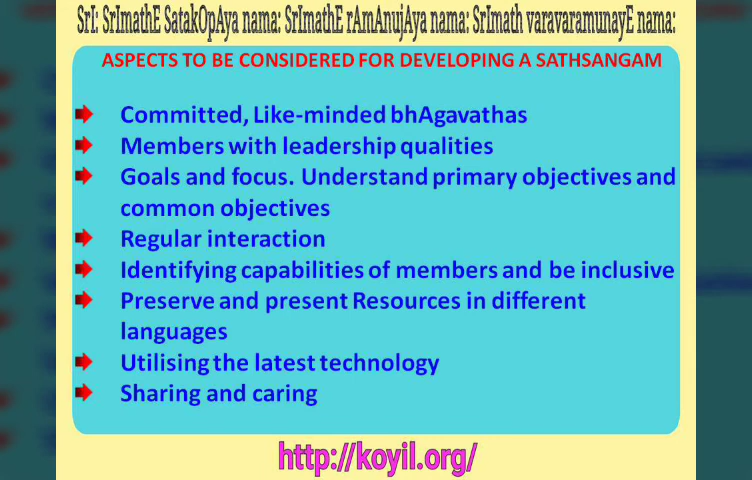 SrI: SrImathE SatakOpAya nama: SrImathE rAmAnujAya nama: SrImath varavaramunayE nama:
ASPECTS TO BE CONSIDERED FOR DEVELOPING A SATHSANGAM
Committed, Like-minded bhAgavathas
Members with leadership qualities
Goals and focus. Understand primary objectives and
common objectives
Regular interaction
Identifying capabilities of members and be inclusive
Preserve and present Resources in different
languages
Utilising the latest technology
Sharing and caring
http://koyil.org/